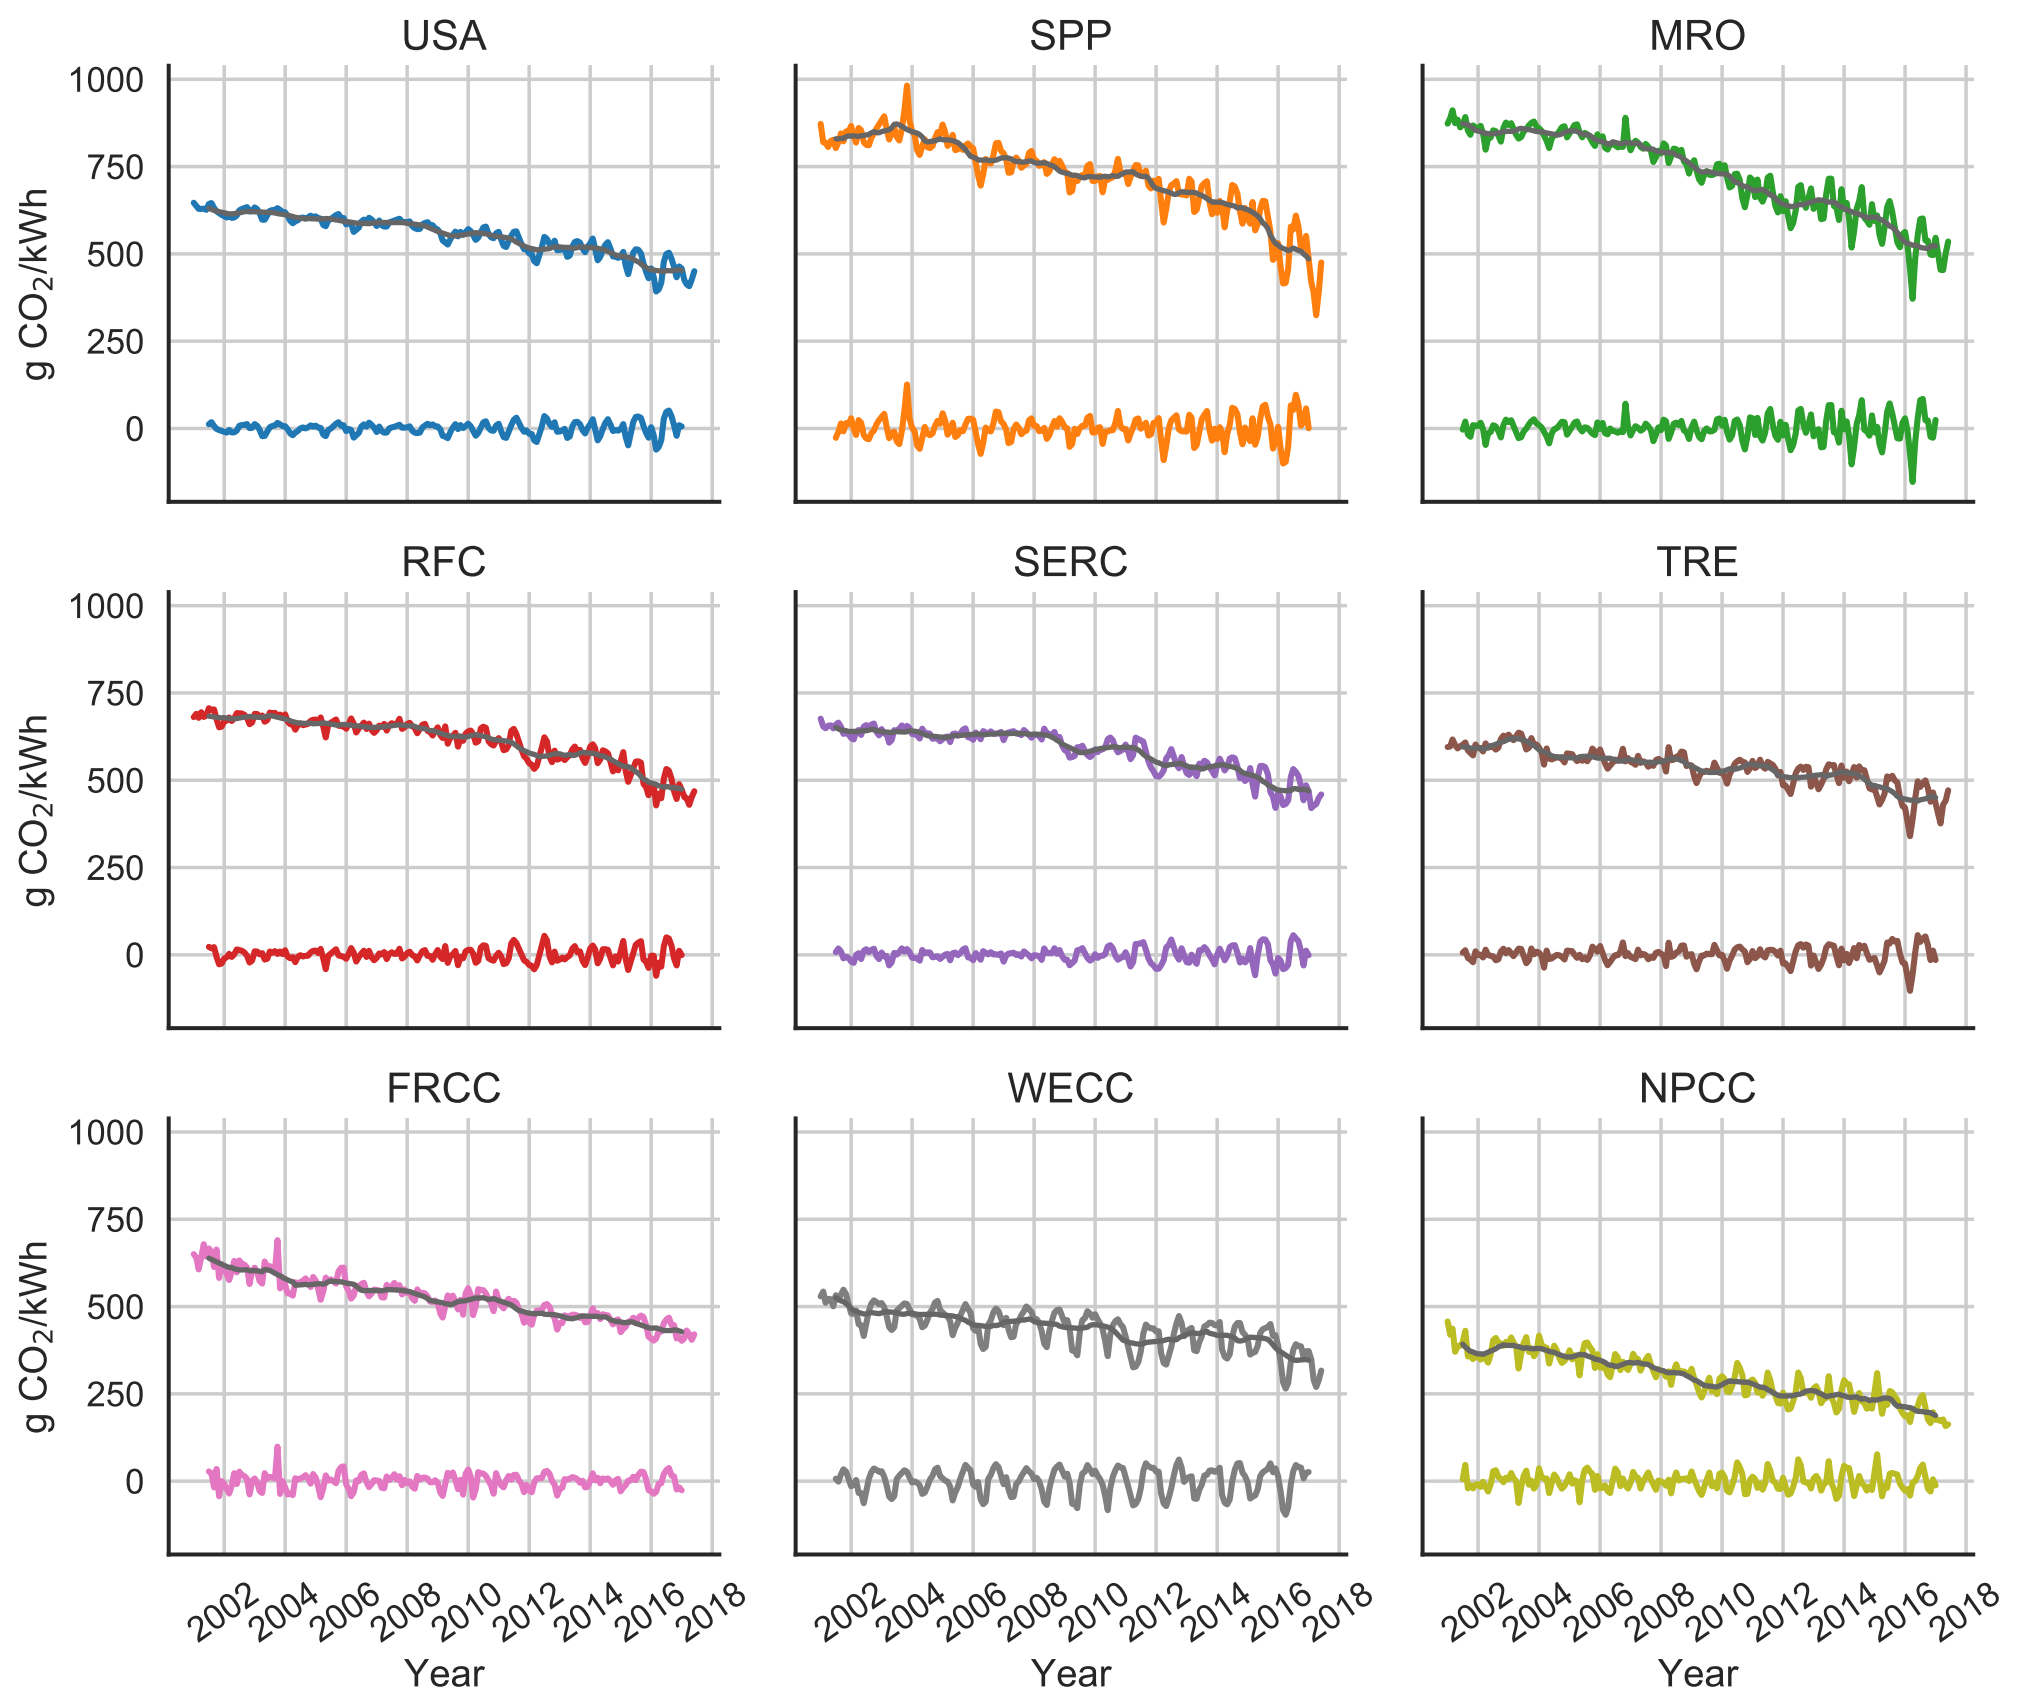 USA SPP MRO
1000
750
500
250
0
g CO₂/kWh
RFC SERC TRE
1000
750
500
250
0
g CO₂/kWh
FRCC WECC NPCC
1000
750
500
250
0
g CO₂/kWh
2002 2004 2006 2008 2010 2012 2014 2016 2018 2002 2004 2006 2008 2010 2012 2014 2016 2018 2002 2004 2006 2008 2010 2012 2014 2016 2018
Year Year Year